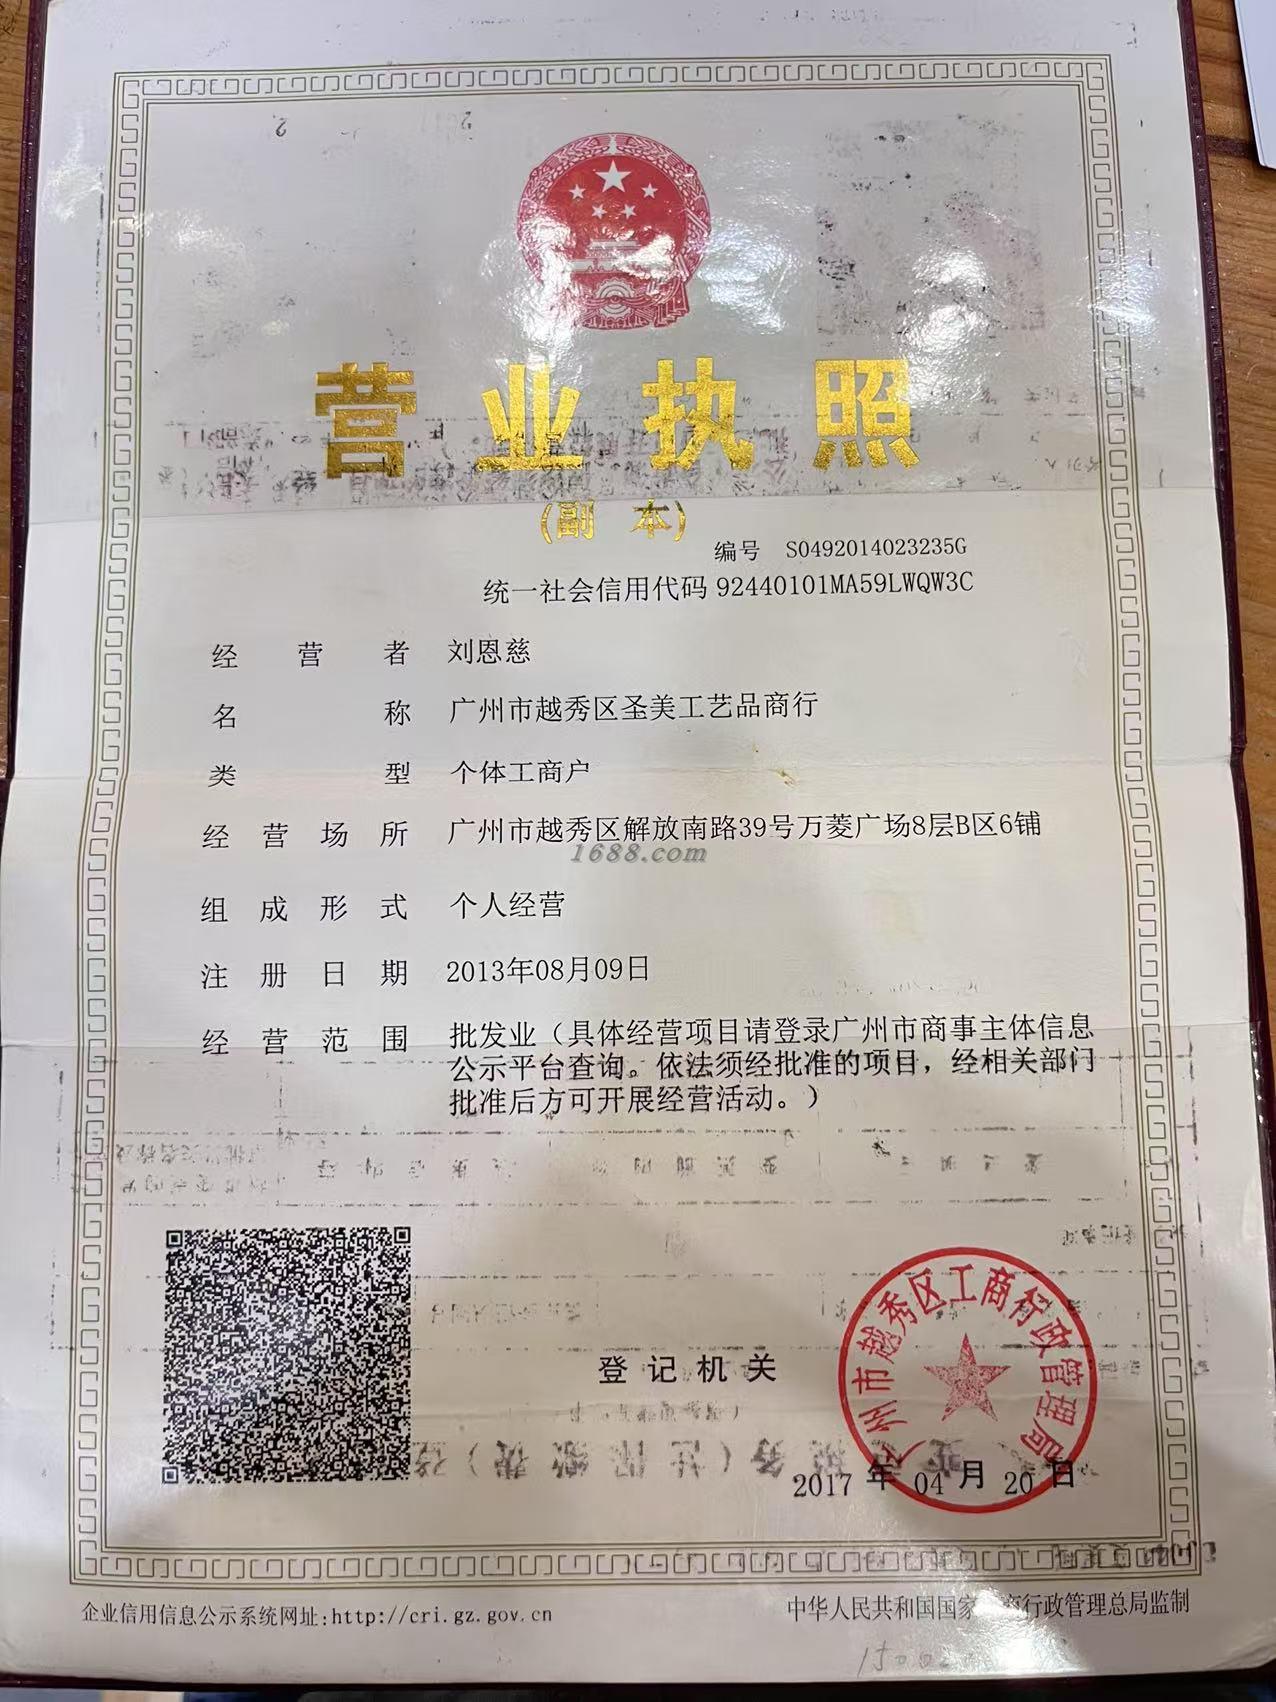 营业执照
(副本)
编号 S0492014023235G
统一社会信用代码 92440101MA59LWQW3C
经营者 刘恩慈
名称 广州市越秀区圣美工艺品商行
类型 个体工商户
经营场所 广州市越秀区解放南路39号万菱广场8层B区6铺
1688.com
组成形式 个人经营
注册日期 2013年08月09日
经营范围 批发业（具体经营项目请登录广州市商事主体信息
公示平台查询。依法须经批准的项目，经相关部门
批准后方可开展经营活动。）
广州市越秀区工商行政管理局
登记机关
2017年04月20日
企业信用信息公示系统网址:http://cri.gz.gov.cn
中华人民共和国国家 商行政管理总局监制